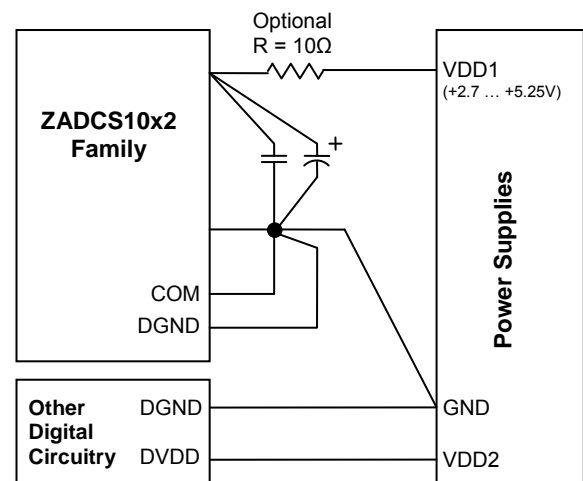 Optional
R = 10Ω
VDD1
(+2.7 ... +5.25V)
ZADCS10x2
Family
+
Power Supplies
COM
DGND
Other
Digital
Circuitry
DGND
DVDD
GND
VDD2